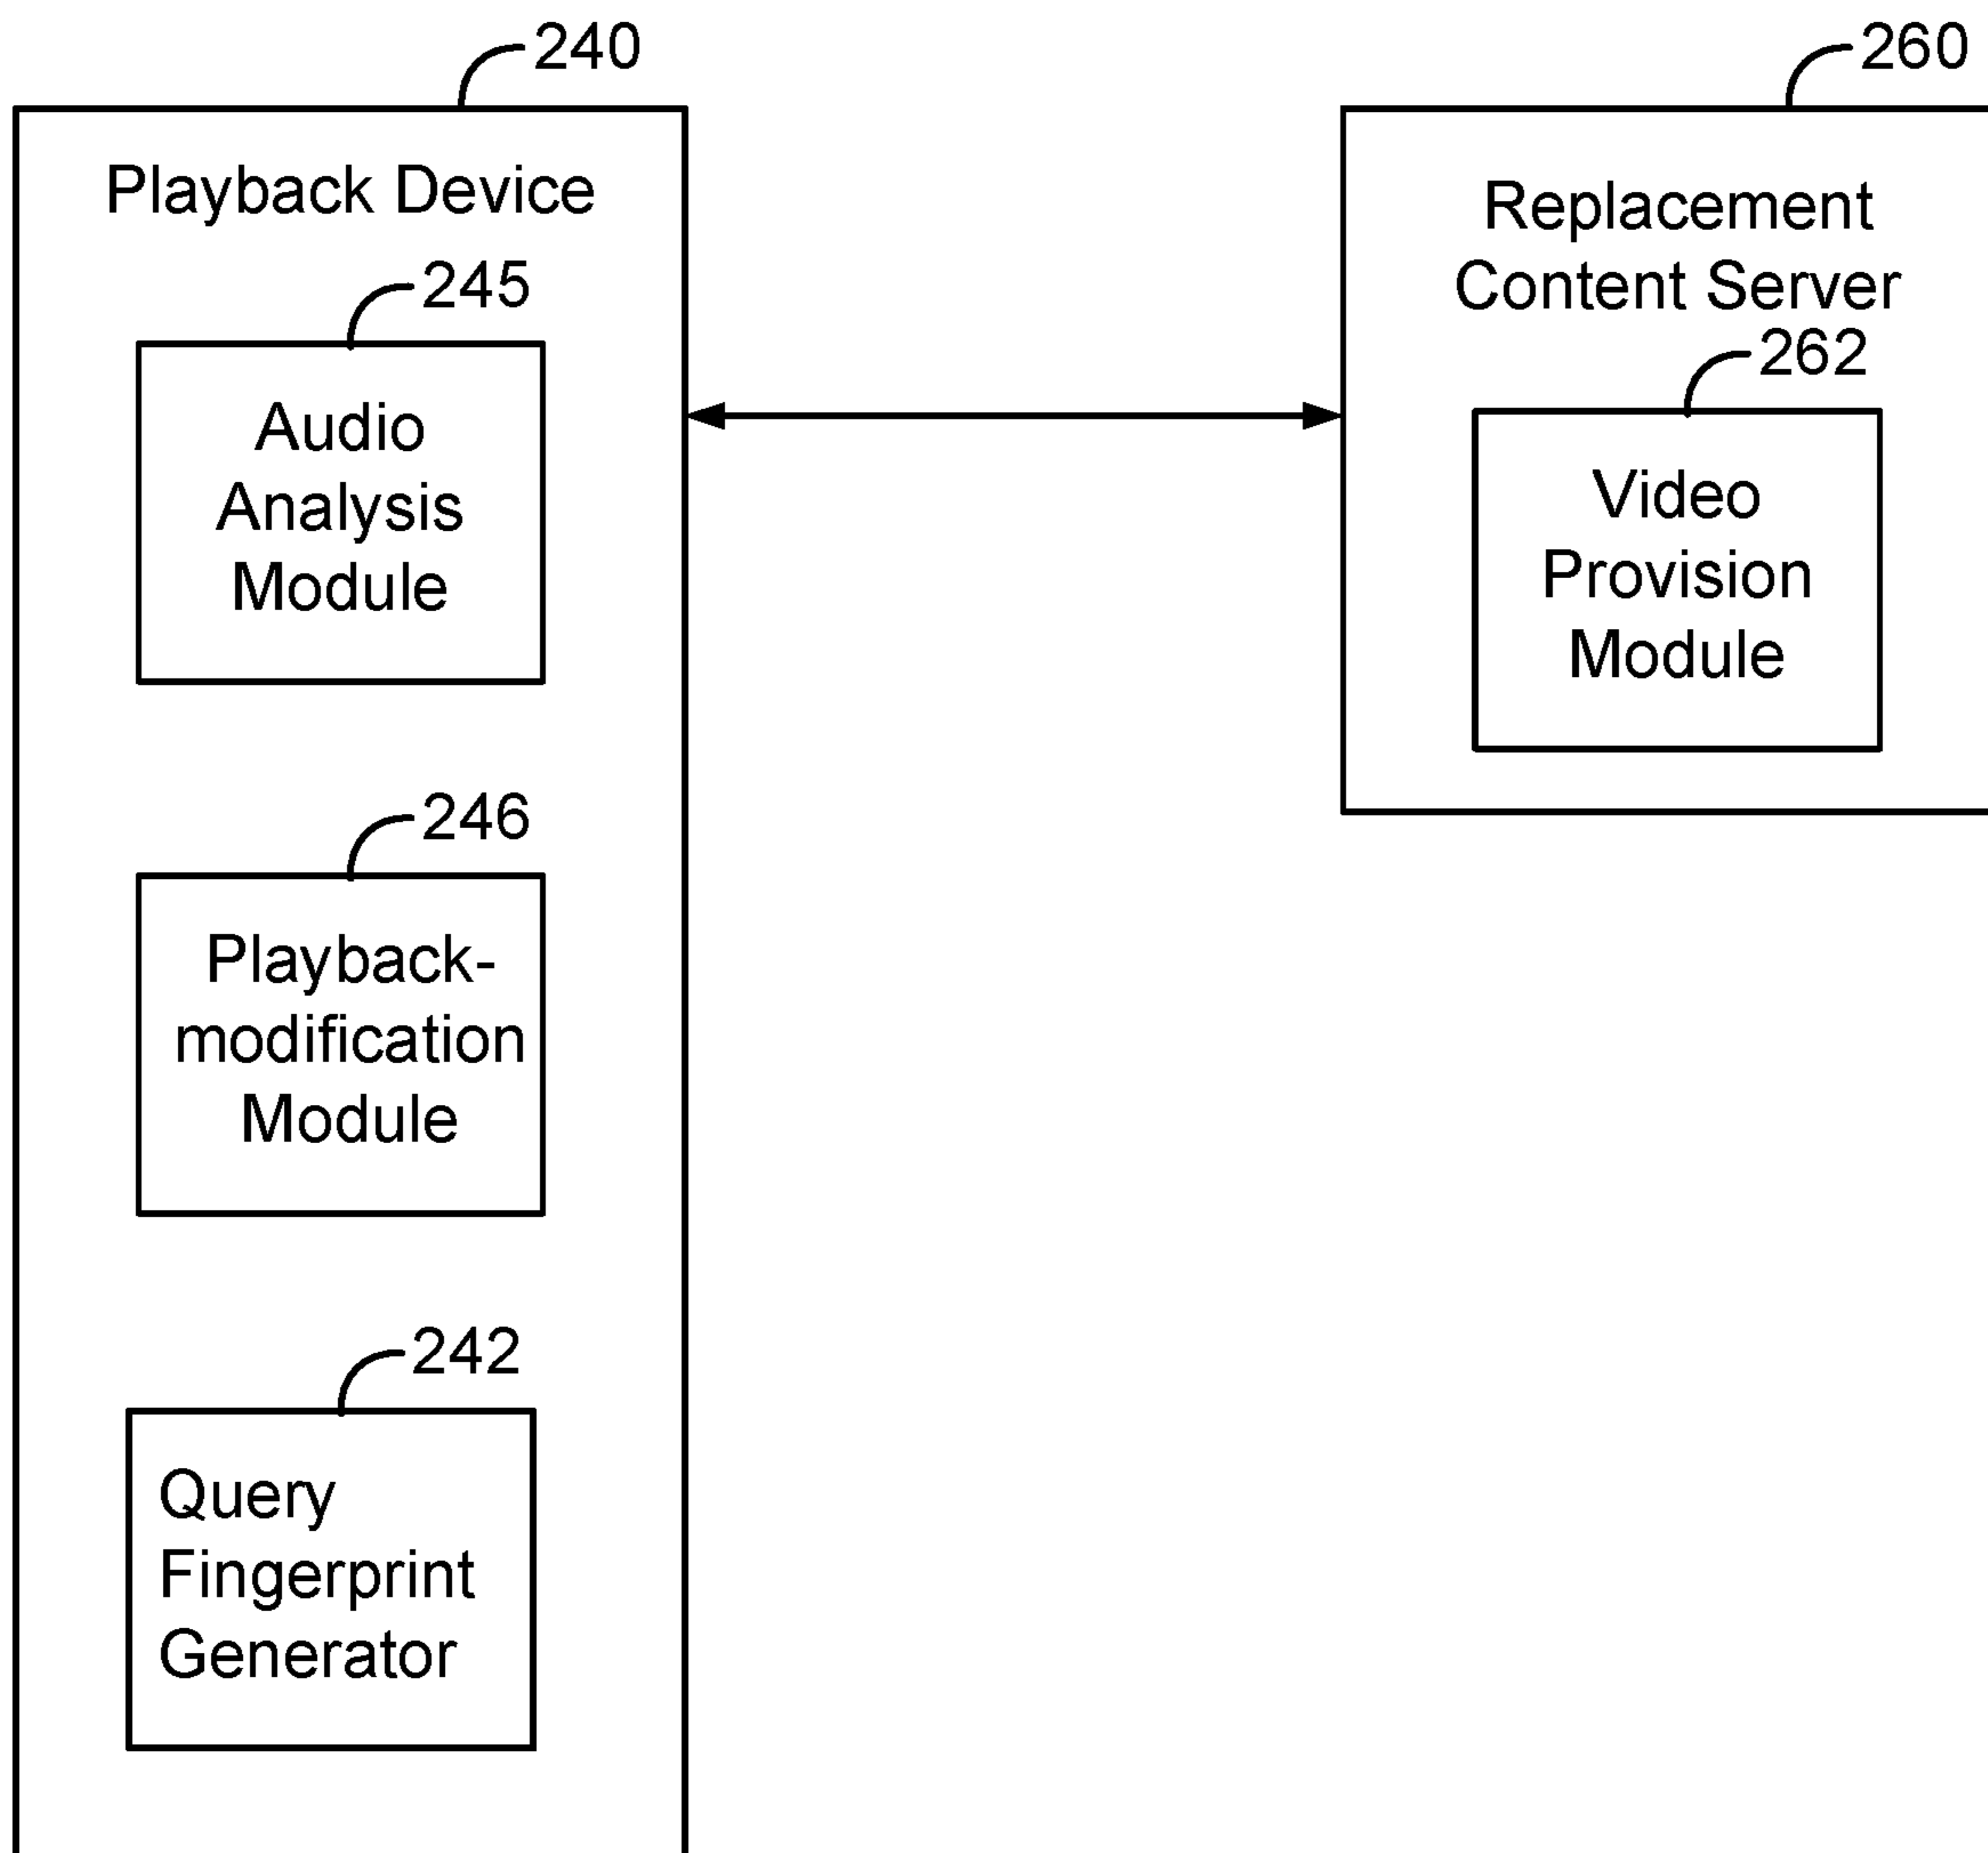 240
Playback Device
245
Audio
Analysis
Module
246
Playback-
modification
Module
242
Query
Fingerprint
Generator
260
Replacement
Content Server
262
Video
Provision
Module